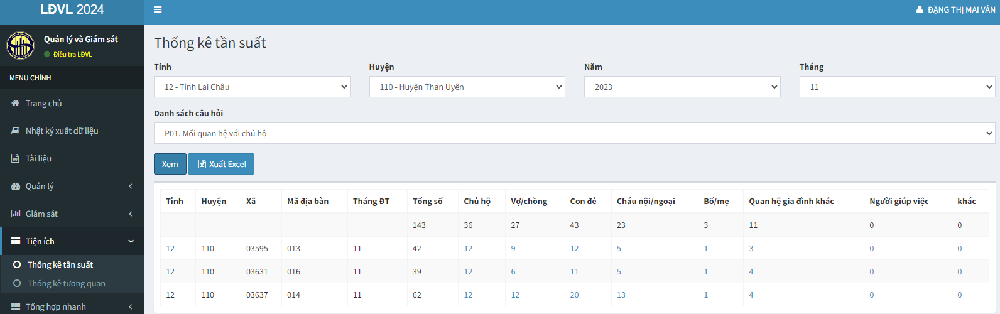 LĐVL 2024
ĐẶNG THỊ MAI VÂN
Quản lý và Giám sát
Điều tra LĐVL
MENU CHÍNH
Trang chủ
Nhật ký xuất dữ liệu
Tài liệu
Quản lý
Giám sát
Tiện ích
Thống kê tần suất
Thống kê tương quan
Tổng hợp nhanh
Thống kê tần suất
Tỉnh Huyện Năm Tháng
12 - Tỉnh Lai Châu 110 - Huyện Than Uyên 2023 11
Danh sách câu hỏi
P01. Mối quan hệ với chủ hộ
Xem Xuất Excel
Tỉnh Huyện Xã Mã địa bàn Tháng ĐT Tổng số Chủ hộ Vợ/chồng Con đẻ Cháu nội/ngoại Bố/mẹ Quan hệ gia đình khác Người giúp việc khác
143 36 27 43 23 3 11 0 0
12 110 03595 013 11 42 12 9 12 5 1 3 0 0
12 110 03631 016 11 39 12 6 11 5 1 4 0 0
12 110 03637 014 11 62 12 12 20 13 1 4 0 0